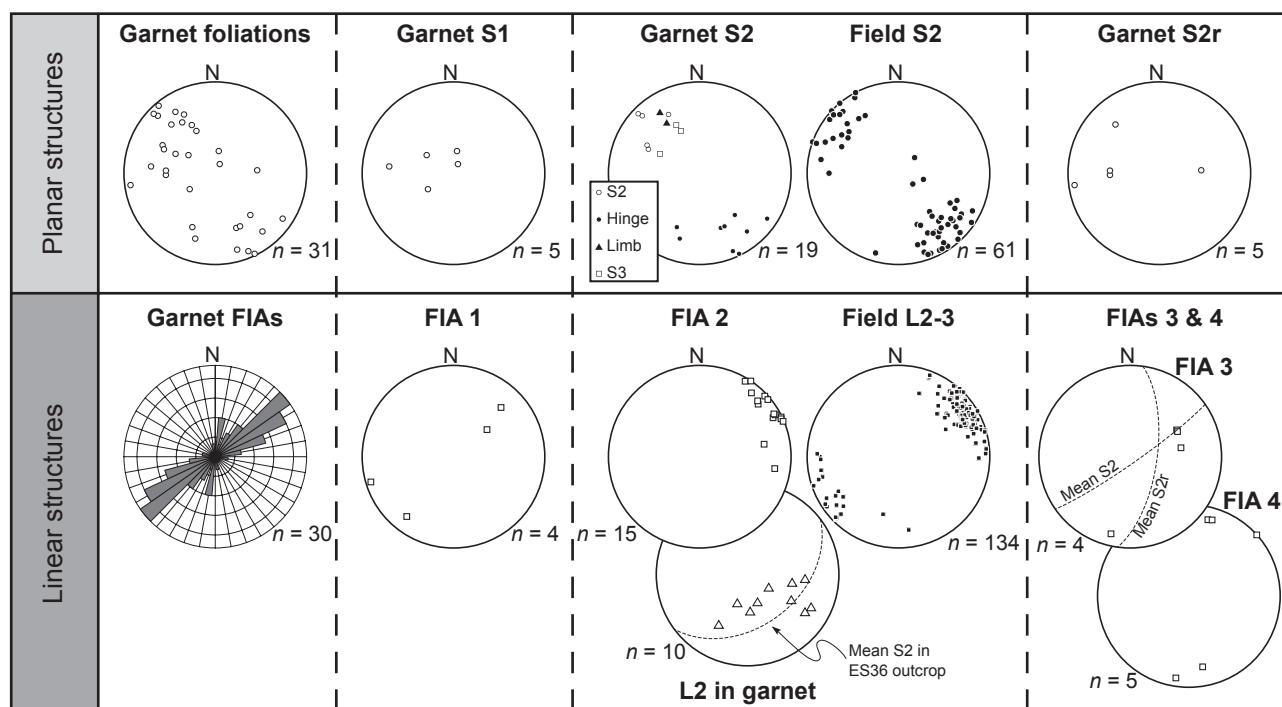 Planar structures
Garnet foliations
N
n = 31
Garnet S1
N
n = 5
Garnet S2
N
S2
Hinge
Limb
S3
n = 19
Field S2
N
n = 61
Garnet S2r
N
n = 5
Linear structures
Garnet FIAs
N
n = 30
FIA 1
N
n = 4
FIA 2
N
n = 15
Field L2-3
N
n = 134
n = 10
Mean S2 in
ES36 outcrop
L2 in garnet
FIAs 3 & 4
N
FIA 3
Mean S2
Mean S2r
n = 4
FIA 4
n = 5